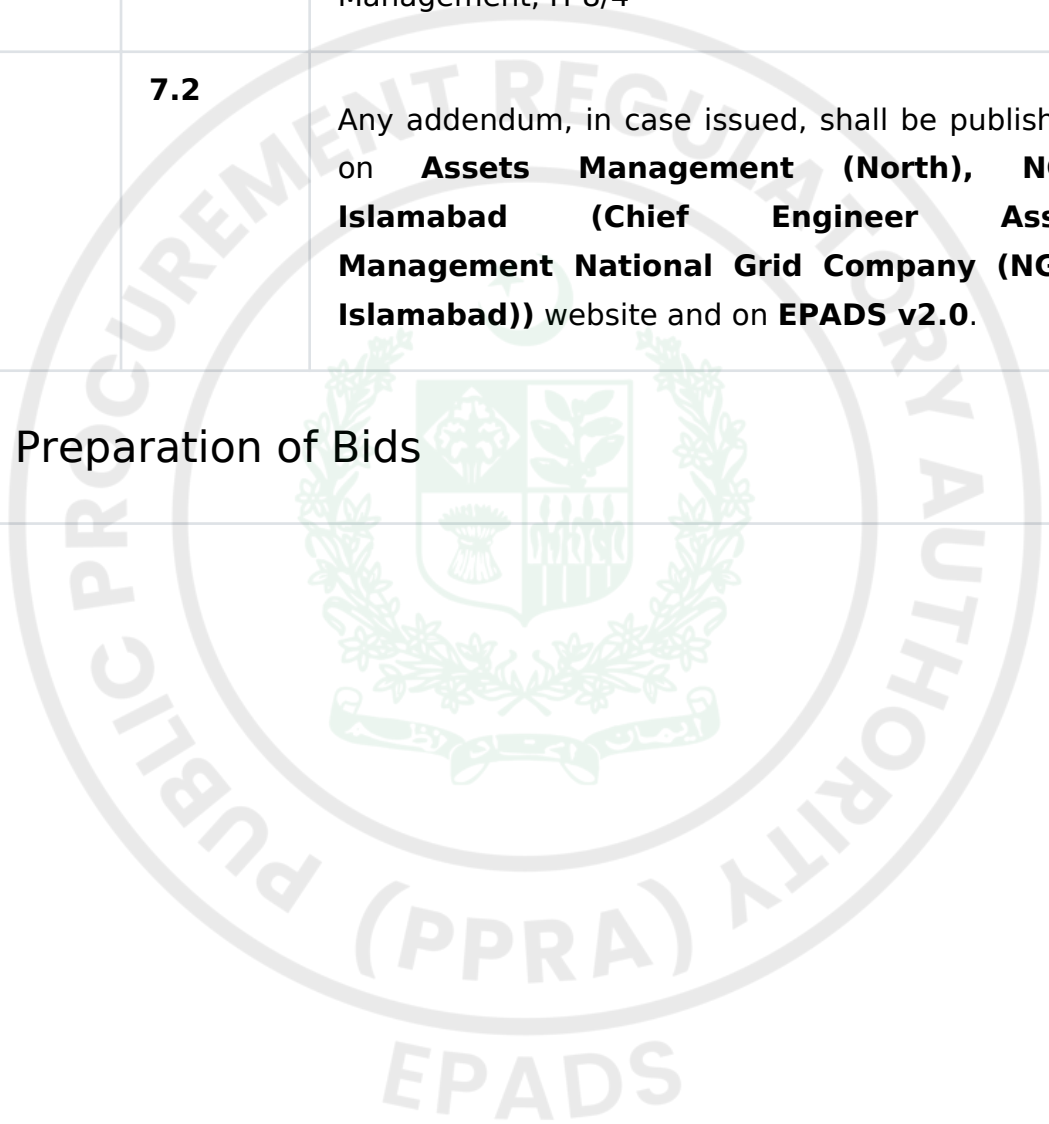 Management, H-8/4
7.2
Any addendum, in case issued, shall be publish
on Assets Management (North), NG
Islamabad (Chief Engineer Ass
Management National Grid Company (NG
Islamabad)) website and on EPADS v2.0.
Preparation of Bids
PUBLIC PROCUREMENT REGULATORY AUTHORITY
(PPRA)
EPADS